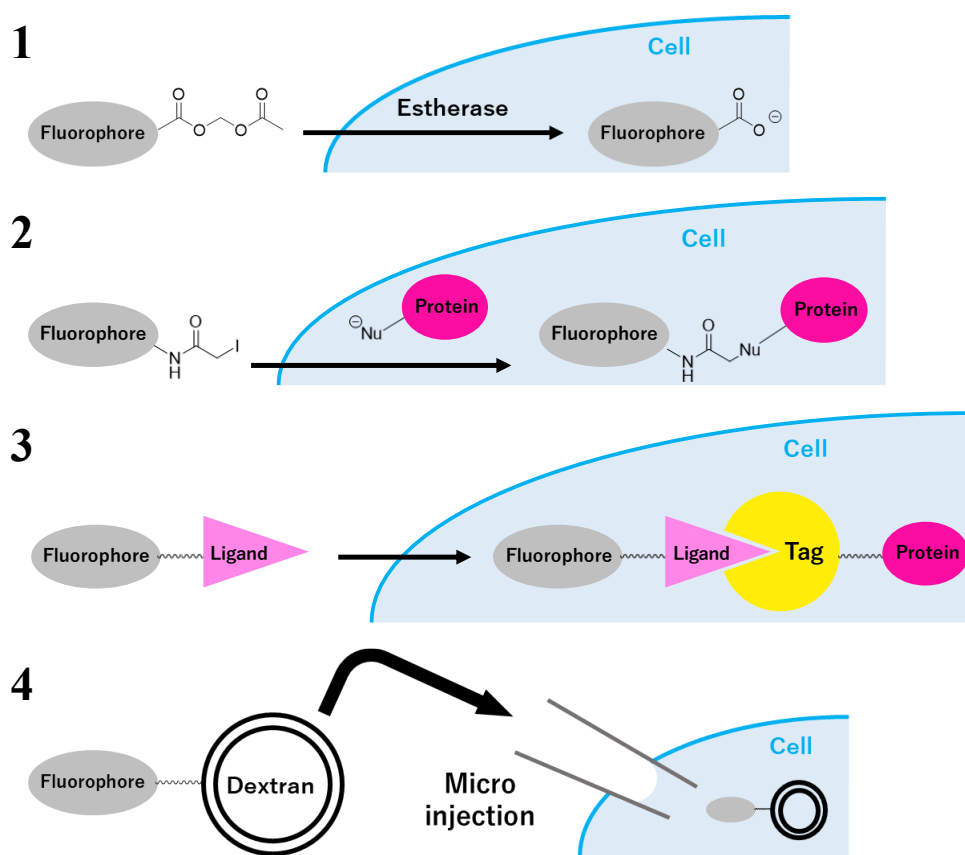 1
Cell
Fluorophore
O
O
O
O
Estherase
Fluorophore
O
O
⊖
2
Cell
Fluorophore
O
N
H
I
⊖
Nu
Protein
Fluorophore
O
N
H
Nu
Protein
3
Cell
Fluorophore
Ligand
Fluorophore
Ligand
Tag
Protein
4
Fluorophore
Dextran
Micro
injection
Cell